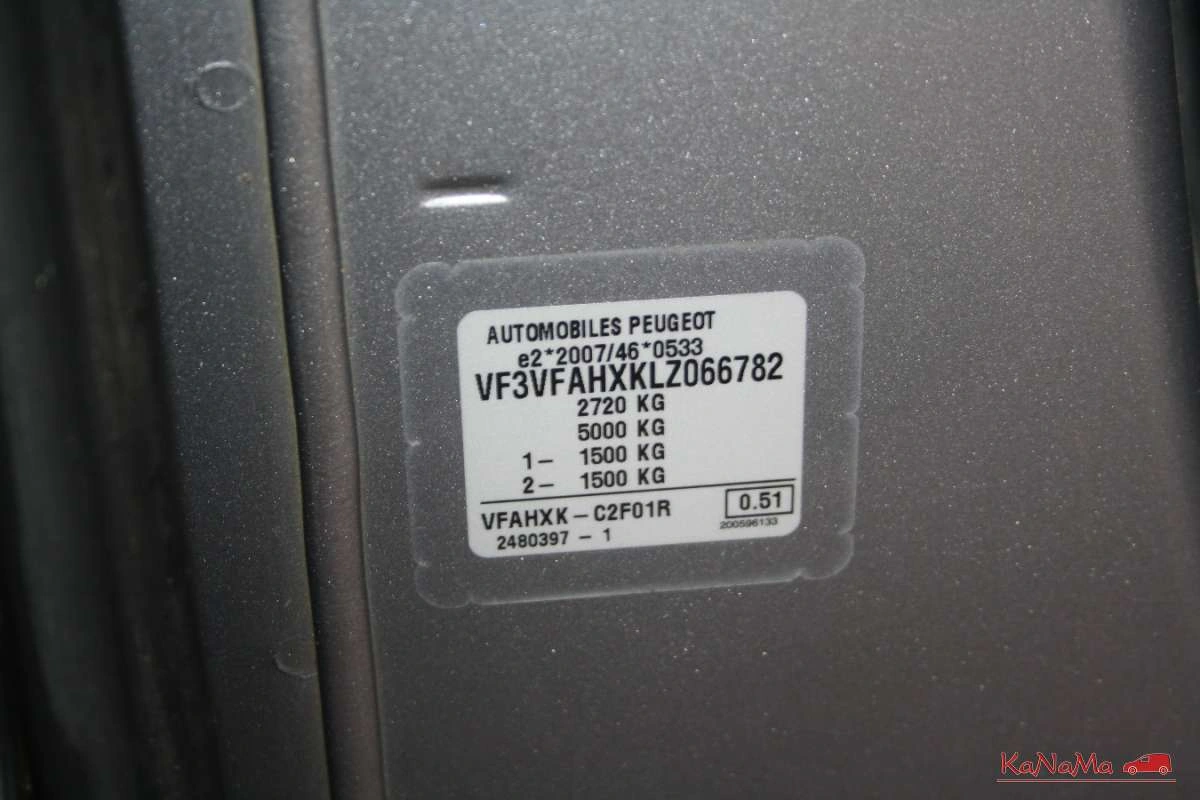 AUTOMOBILES PEUGEOT
e2*2007/46*0533
VF3VFAHXKLZ066782
2720 KG
5000 KG
1- 1500 KG
2- 1500 KG
VFAHXK - C2F01R
0.51
2480397 - 1
200596133
KaNaMa